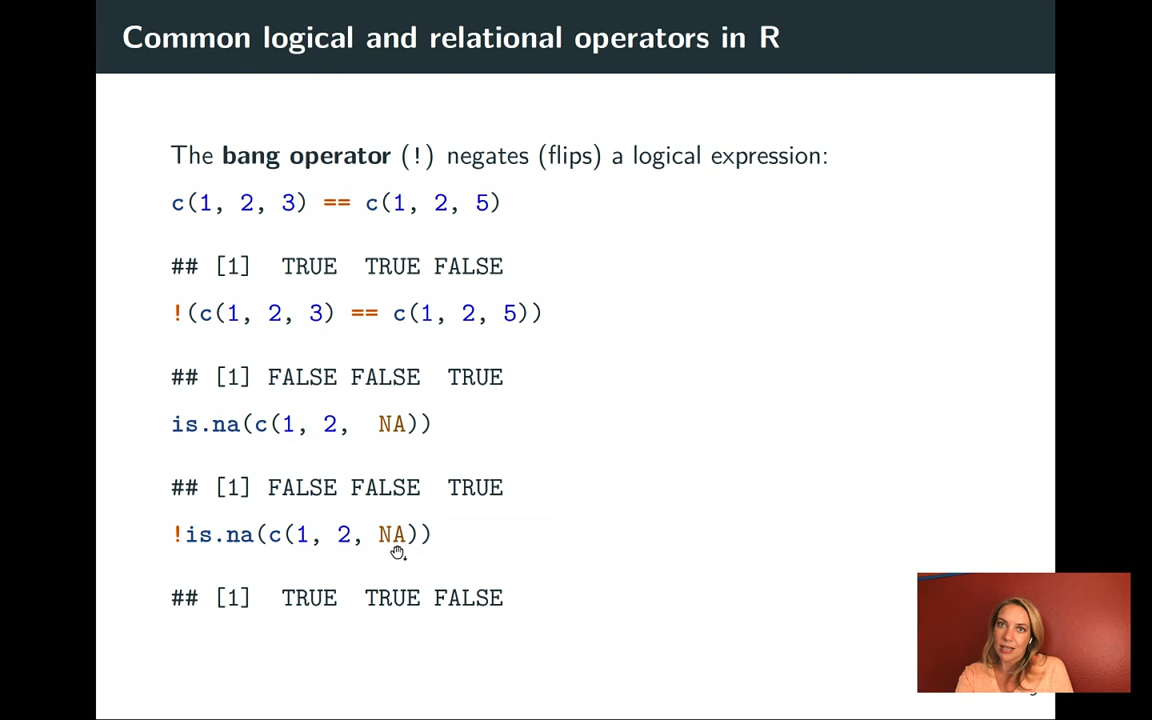 Common logical and relational operators in R
The bang operator (!) negates (flips) a logical expression:
c(1, 2, 3) == c(1, 2, 5)
## [1]  TRUE  TRUE FALSE
!(c(1, 2, 3) == c(1, 2, 5))
## [1] FALSE FALSE  TRUE
is.na(c(1, 2,  NA))
## [1] FALSE FALSE  TRUE
!is.na(c(1, 2, NA))
## [1]  TRUE  TRUE FALSE